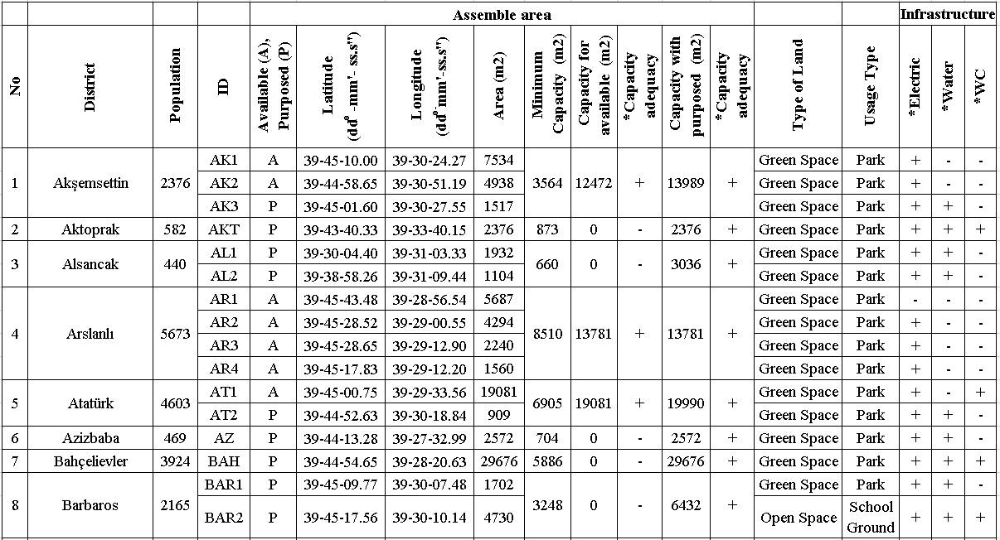 Assemble area Infrastructure
No District Population ID Available (A), Purposed (P) Latitude (dd⁰ -mm'- ss.s") Longitude (dd⁰-mm'-ss.s") Area (m2) Minimum Capacity (m2) Capacity for available (m2) *Capacity adequacy Capacity with purposed (m2) *Capacity adequacy Type of Land Usage Type *Electric *Water *WC
AK1 A 39-45-10.00 39-30-24.27 7534 Green Space Park + - -
1 Akşemsettin 2376 AK2 A 39-44-58.65 39-30-51.19 4938 3564 12472 + 13989 + Green Space Park + - -
AK3 P 39-45-01.60 39-30-27.55 1517 Green Space Park + + -
2 Aktoprak 582 AKT P 39-43-40.33 39-33-40.15 2376 873 0 - 2376 + Green Space Park + + +
3 Alsancak 440 AL1 P 39-30-04.40 39-31-03.33 1932 660 0 - 3036 + Green Space Park + + -
AL2 P 39-38-58.26 39-31-09.44 1104 Green Space Park + + -
AR1 A 39-45-43.48 39-28-56.54 5687 Green Space Park - - -
4 Arslanlı 5673 AR2 A 39-45-28.52 39-29-00.55 4294 8510 13781 + 13781 + Green Space Park + - -
AR3 A 39-45-28.65 39-29-12.90 2240 Green Space Park + - -
AR4 A 39-45-17.83 39-29-12.20 1560 Green Space Park + - -
5 Atatürk 4603 AT1 A 39-45-00.75 39-29-33.56 19081 6905 19081 + 19990 + Green Space Park + - +
AT2 P 39-44-52.63 39-30-18.84 909 Green Space Park + + -
6 Azizbaba 469 AZ P 39-44-13.28 39-27-32.99 2572 704 0 - 2572 + Green Space Park + + -
7 Bahçelievler 3924 BAH P 39-44-54.65 39-28-20.63 29676 5886 0 - 29676 + Green Space Park + + +
8 Barbaros 2165 BAR1 P 39-45-09.77 39-30-07.48 1702 3248 0 - 6432 + Green Space Park + + -
BAR2 P 39-45-17.56 39-30-10.14 4730 Open Space School Ground + + +